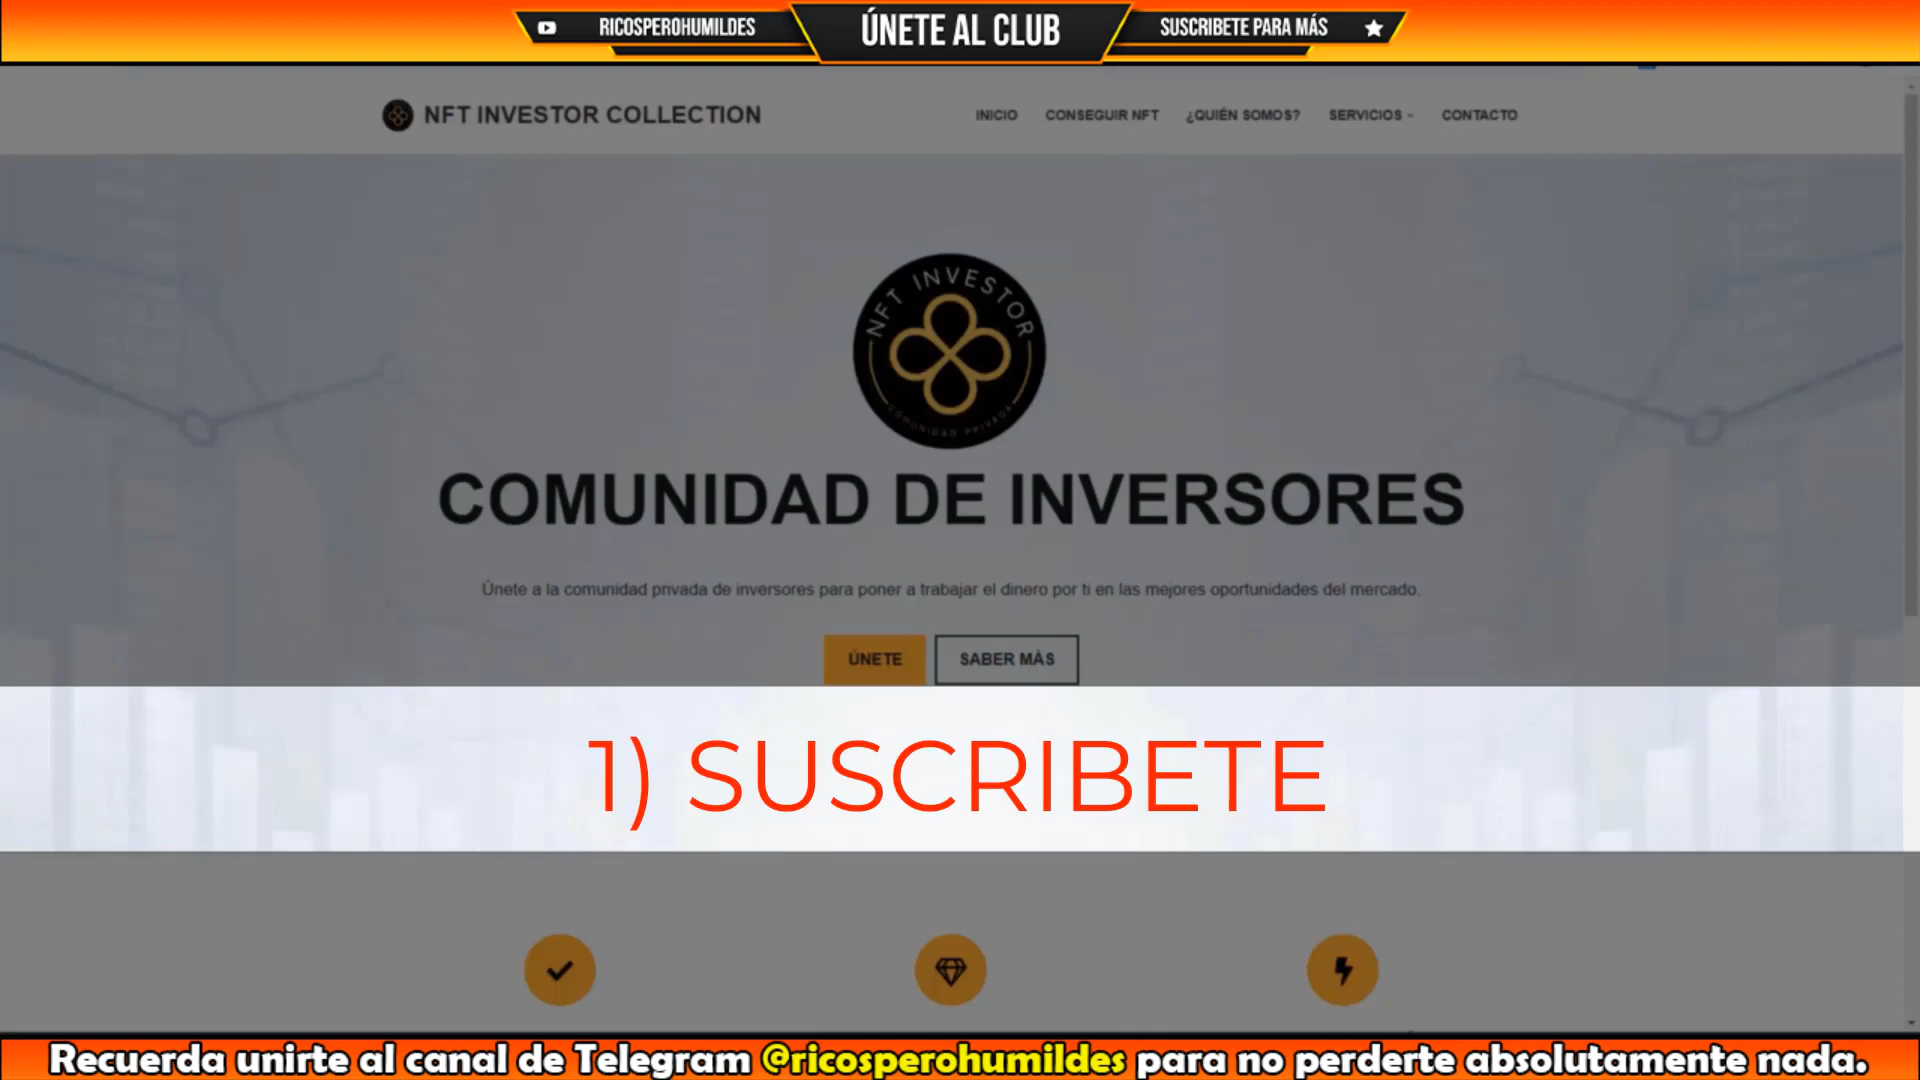 RICOSPEROHUMILDES
ÚNETE AL CLUB
SUSCRIBETE PARA MÁS
NFT INVESTOR COLLECTION
INICIO
CONSEGUIR NFT
¿QUIÉN SOMOS?
SERVICIOS
CONTACTO
NFT INVESTOR
COMUNIDAD PRIVADA
COMUNIDAD DE INVERSORES
Únete a la comunidad privada de inversores para poner a trabajar el dinero por ti en las mejores oportunidades del mercado.
ÚNETE
SABER MÁS
1) SUSCRIBETE
Recuerda unirte al canal de Telegram @ricosperohumildes para no perderte absolutamente nada.